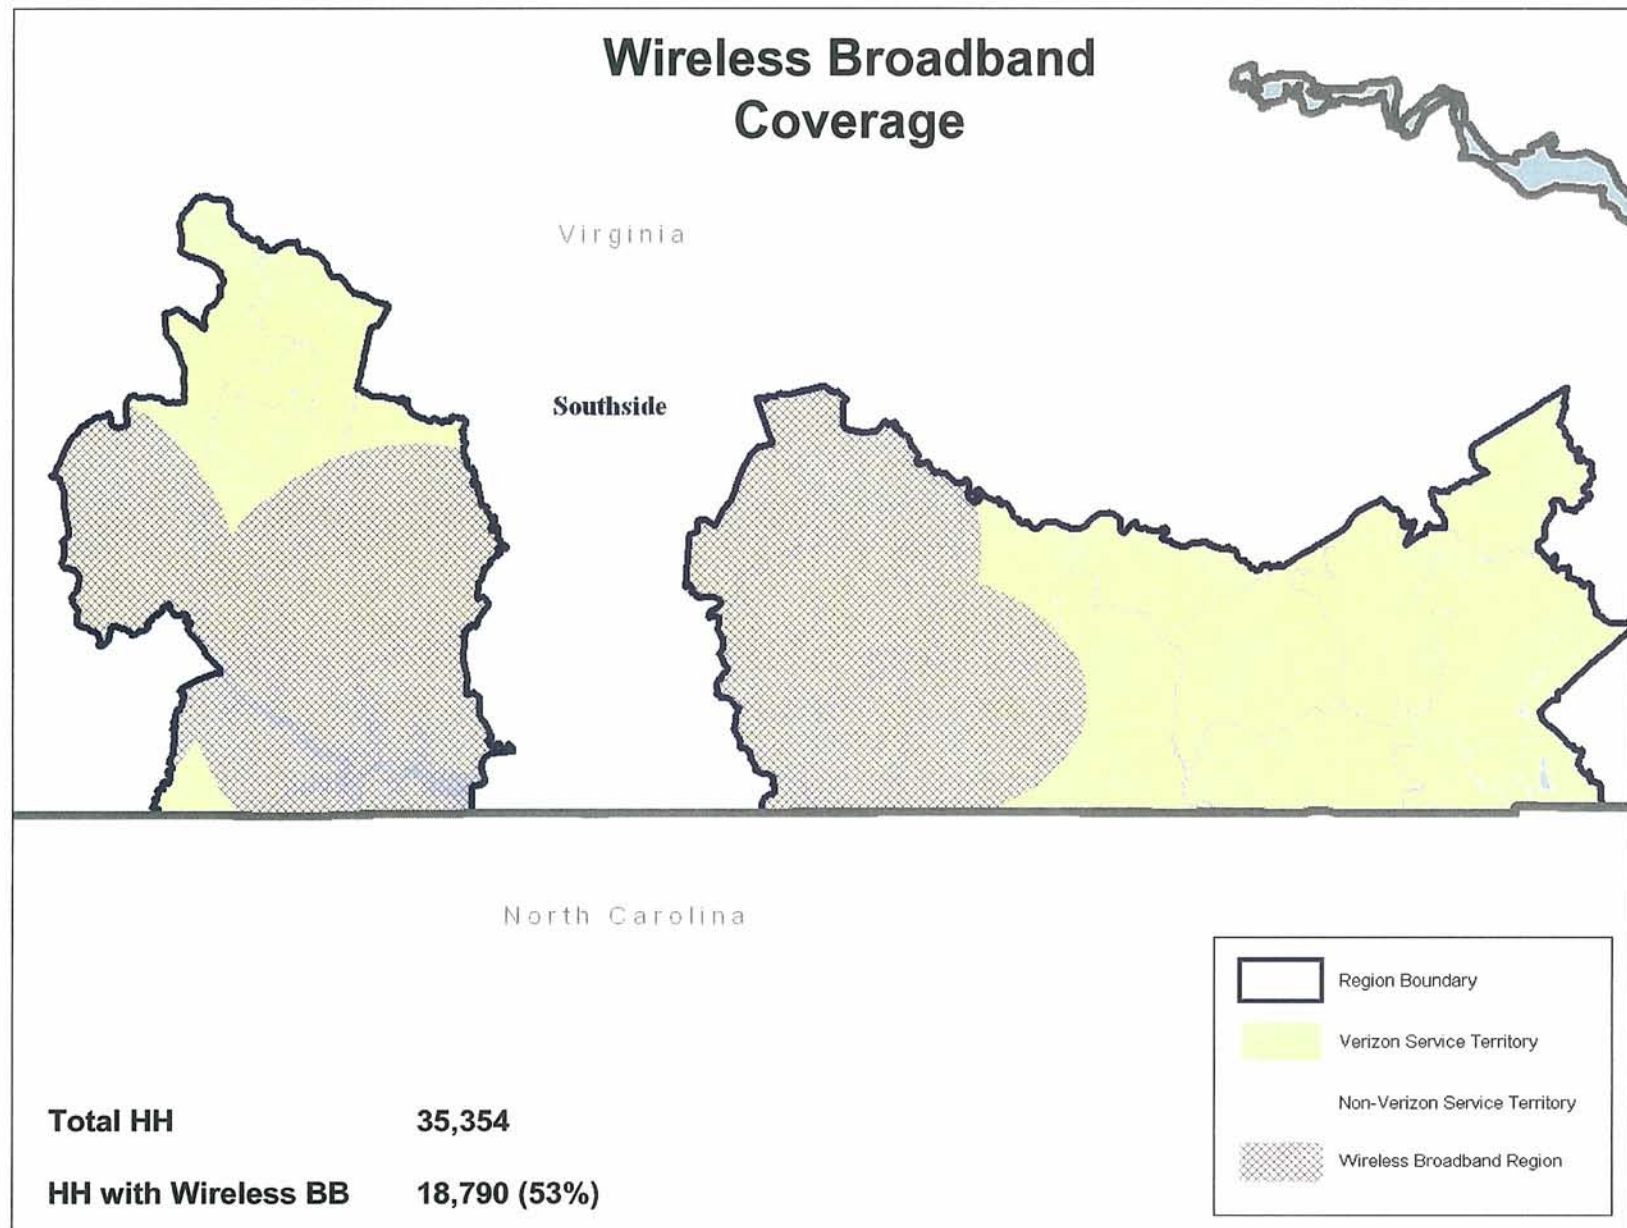 Wireless Broadband
Coverage
Virginia
Southside
North Carolina
Region Boundary
Verizon Service Territory
Non-Verizon Service Territory
Wireless Broadband Region
Total HH 35,354
HH with Wireless BB 18,790 (53%)